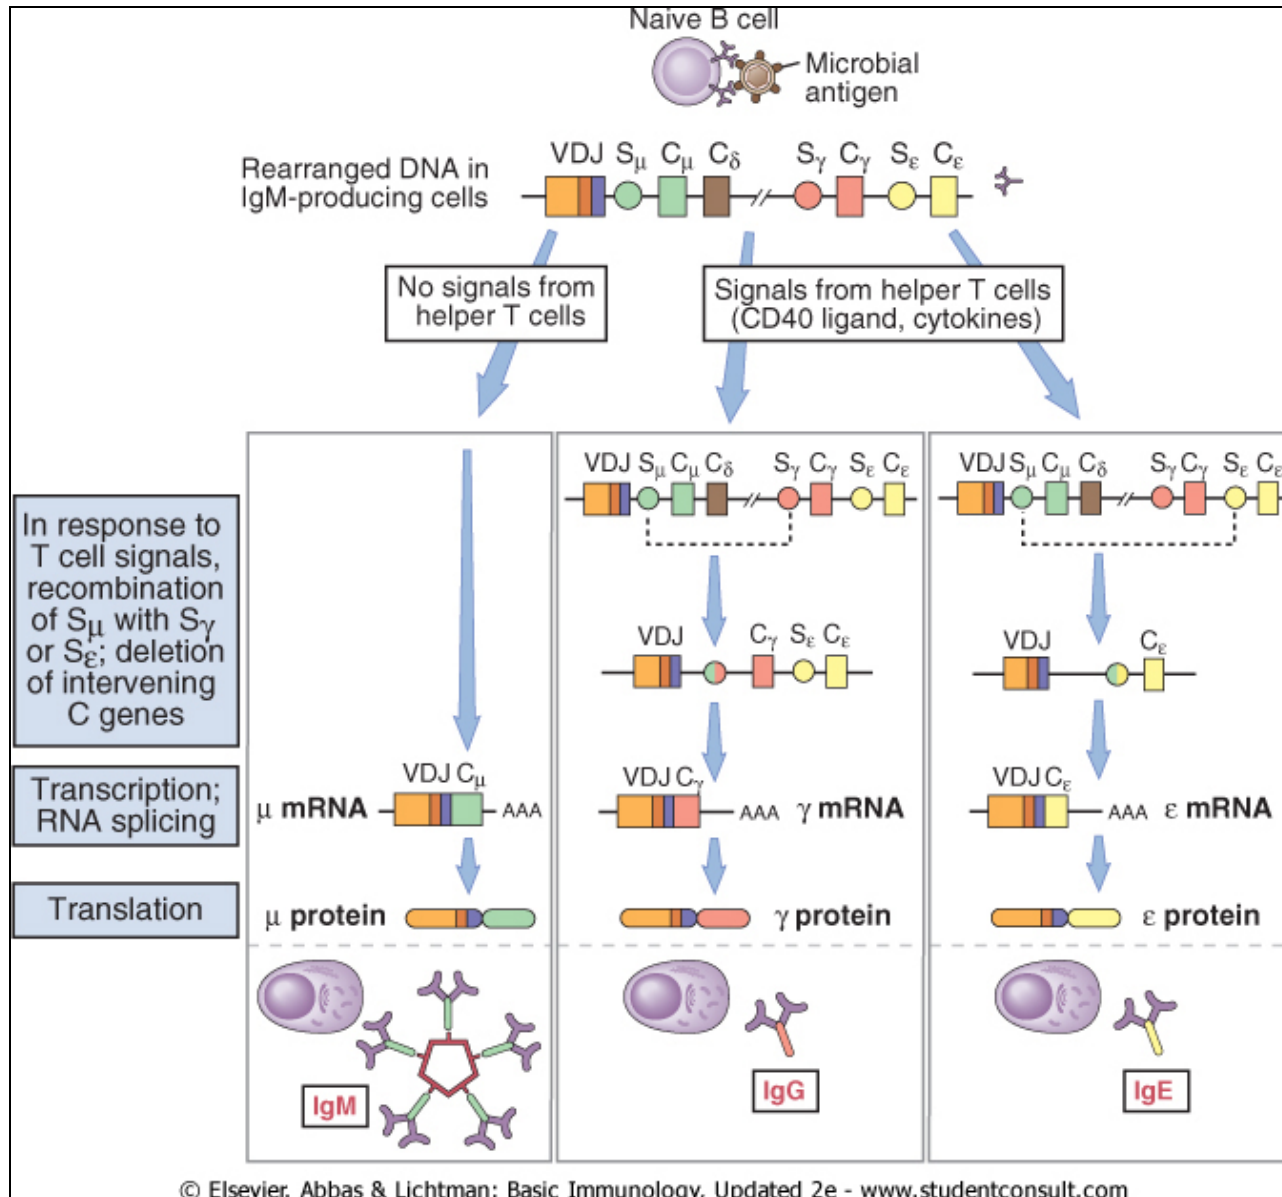 Naive B cell
Microbial
antigen
Rearranged DNA in
IgM-producing cells
VDJ Sμ Cμ Cδ Sγ Cγ Sε Cε
No signals from
helper T cells
Signals from helper T cells
(CD40 ligand, cytokines)
In response to
T cell signals,
recombination
of Sμ with Sγ
or Sε; deletion
of intervening
C genes
VDJ Sμ Cμ Cδ Sγ Cγ Sε Cε
VDJ Sμ Cμ Cδ Sγ Cγ Sε Cε
VDJ Cγ Sε Cε
VDJ Cε
Transcription;
RNA splicing
VDJ Cμ
μ mRNA AAA
VDJ Cγ
AAA γ mRNA
VDJ Cε
AAA ε mRNA
Translation
μ protein
γ protein
ε protein
IgM
IgG
IgE
© Elsevier. Abbas & Lichtman: Basic Immunology, Updated 2e - www.studentconsult.com